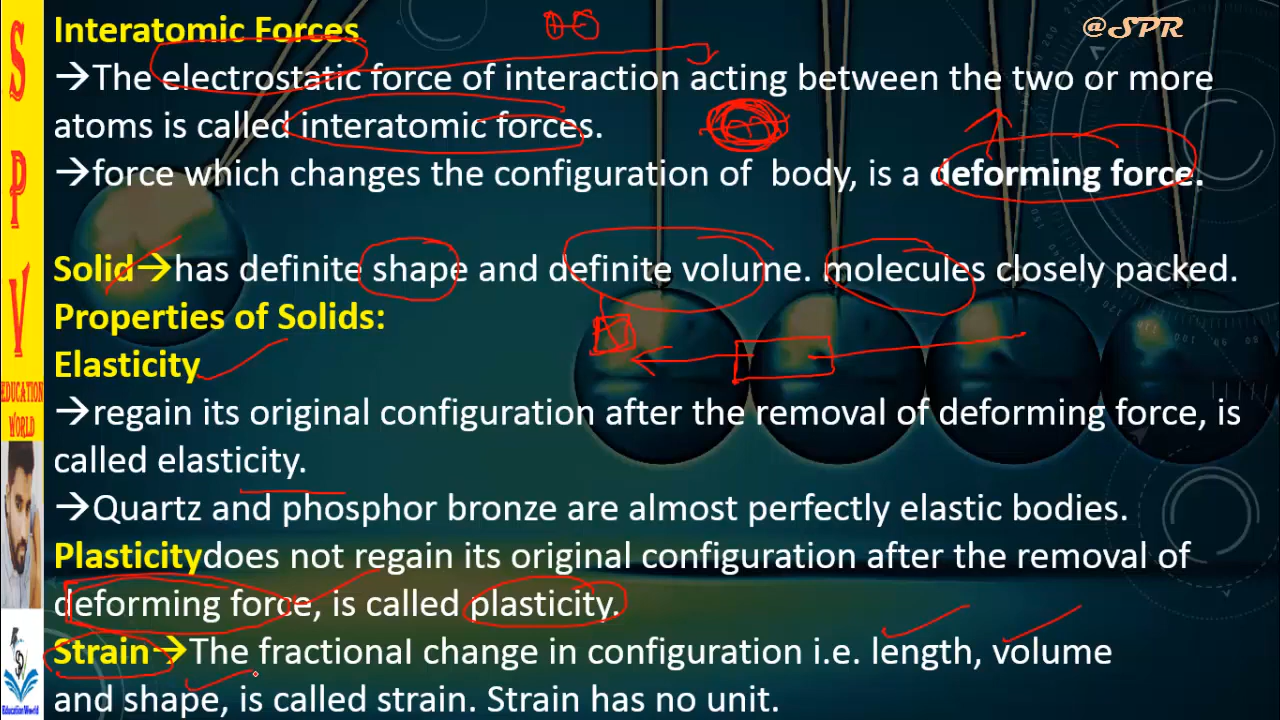 @SPR
Interatomic Forces
→The electrostatic force of interaction acting between the two or more
atoms is called interatomic forces.
→force which changes the configuration of body, is a deforming force.
Solid→has definite shape and definite volume. molecules closely packed.
Properties of Solids:
Elasticity
→regain its original configuration after the removal of deforming force, is
called elasticity.
→Quartz and phosphor bronze are almost perfectly elastic bodies.
Plasticitydoes not regain its original configuration after the removal of
deforming force, is called plasticity.
Strain→The fractional change in configuration i.e. length, volume
and shape, is called strain. Strain has no unit.
S
P
V
EDUCATION
WORLD
Education World